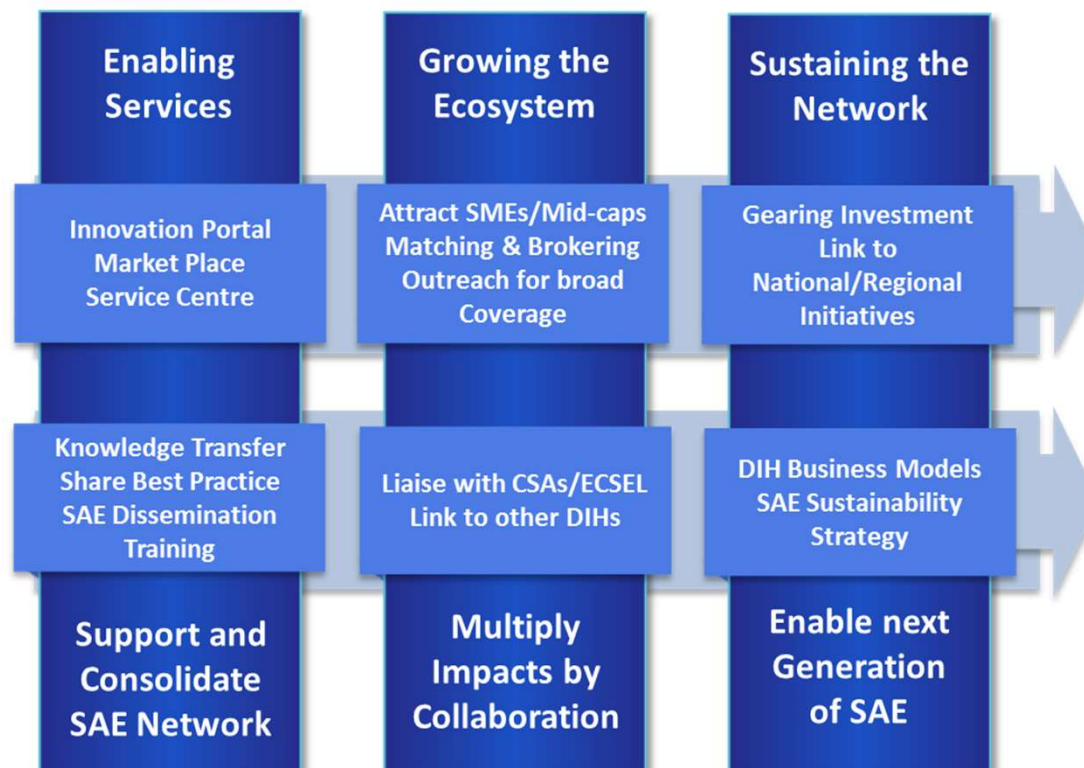 Enabling
Services
Innovation Portal
Market Place
Service Centre
Knowledge Transfer
Share Best Practice
SAE Dissemination
Training
Support and
Consolidate
SAE Network
Growing the
Ecosystem
Attract SMEs/Mid-caps
Matching & Brokering
Outreach for broad
Coverage
Liaise with CSAs/ECSEL
Link to other DIHs
Multiply
Impacts by
Collaboration
Sustaining the
Network
Gearing Investment
Link to
National/Regional
Initiatives
DIH Business Models
SAE Sustainability
Strategy
Enable next
Generation
of SAE